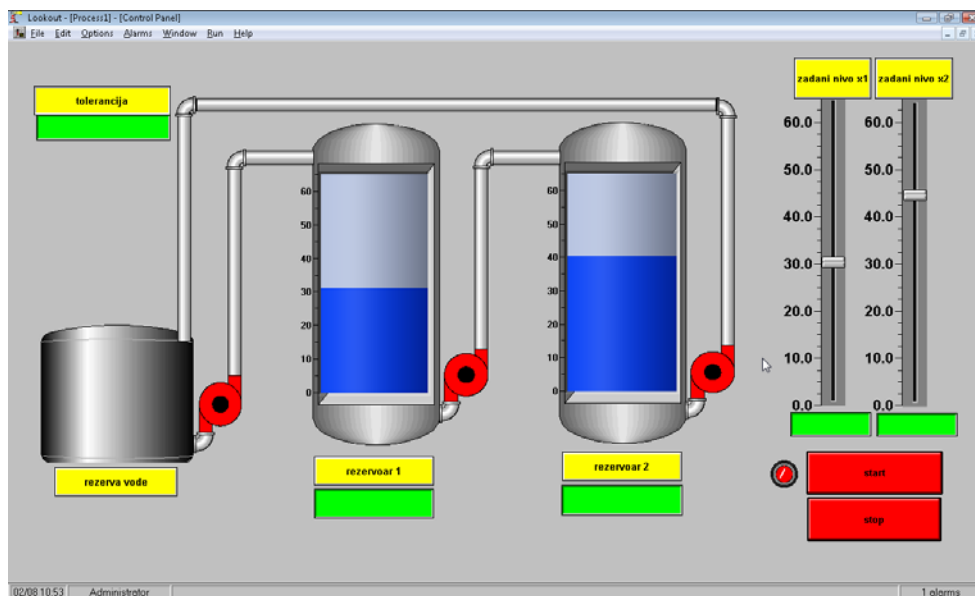 Lookout - [Process1] - [Control Panel]
File Edit Options Alarms Window Run Help
tolerancija
zadani nivo x1 zadani nivo x2
60.0 60.0
50.0 50.0
40.0 40.0
30.0 30.0
20.0 20.0
10.0 10.0
0.0 0.0
60 60
50 50
40 40
30 30
20 20
10 10
0 0
rezerva vode
rezervoar 1
rezervoar 2
start
stop
02/08 10:53 Administrator 1 alarms